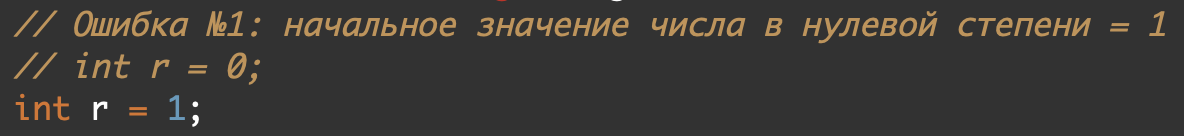 // Ошибка №1: начальное значение числа в нулевой степени = 1
// int r = 0;
int r = 1;